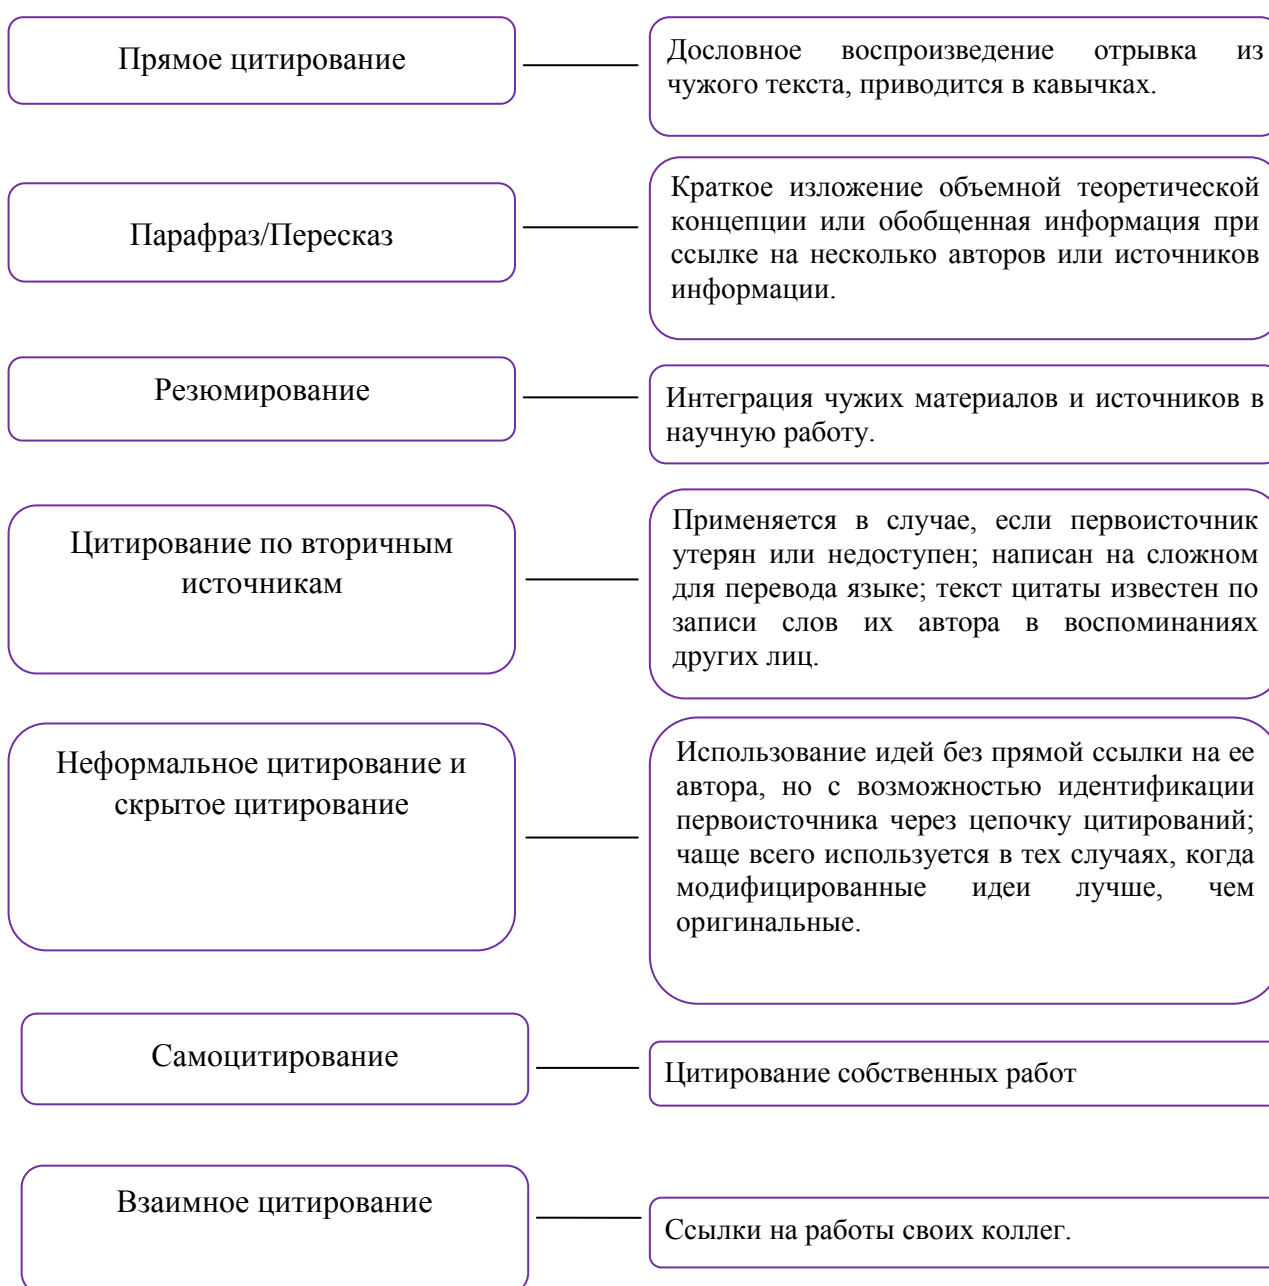 Прямое цитирование
Дословное воспроизведение отрывка из
чужого текста, приводится в кавычках.
Парафраз/Пересказ
Краткое изложение объемной теоретической
концепции или обобщенная информация при
ссылке на несколько авторов или источников
информации.
Резюмирование
Интеграция чужих материалов и источников в
научную работу.
Цитирование по вторичным
источникам
Применяется в случае, если первоисточник
утерян или недоступен; написан на сложном
для перевода языке; текст цитаты известен по
записи слов их автора в воспоминаниях
других лиц.
Неформальное цитирование и
скрытое цитирование
Использование идей без прямой ссылки на ее
автора, но с возможностью идентификации
первоисточника через цепочку цитирований;
чаще всего используется в тех случаях, когда
модифицированные идеи лучше, чем
оригинальные.
Самоцитирование
Цитирование собственных работ
Взаимное цитирование
Ссылки на работы своих коллег.